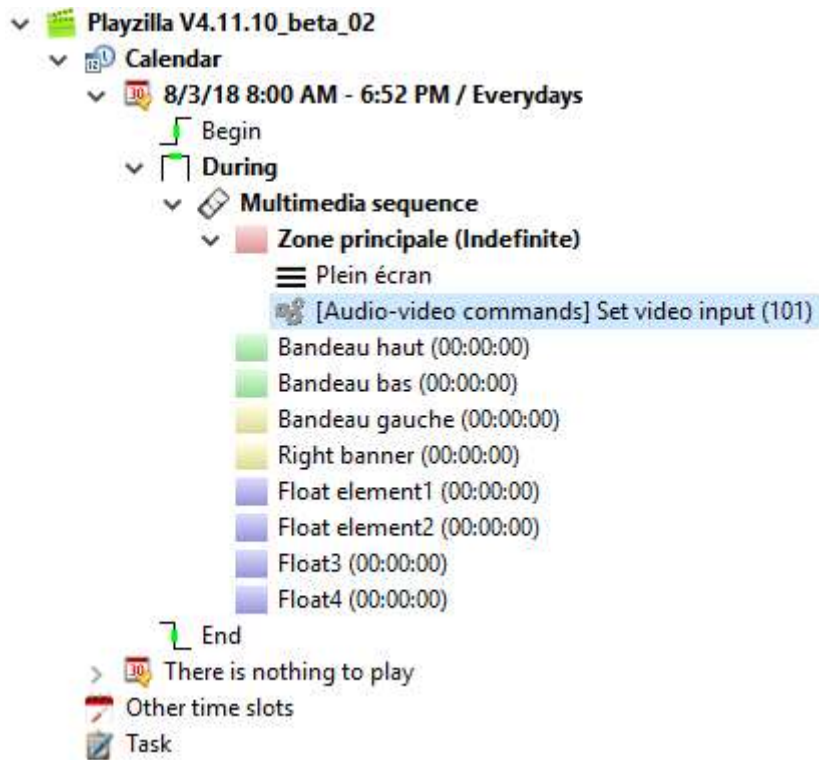 Playzilla V4.11.10_beta_02
Calendar
8/3/18 8:00 AM - 6:52 PM / Everydays
Begin
During
Multimedia sequence
Zone principale (Indefinite)
Plein écran
[Audio-video commands] Set video input (101)
Bandeau haut (00:00:00)
Bandeau bas (00:00:00)
Bandeau gauche (00:00:00)
Right banner (00:00:00)
Float element1 (00:00:00)
Float element2 (00:00:00)
Float3 (00:00:00)
Float4 (00:00:00)
End
There is nothing to play
Other time slots
Task